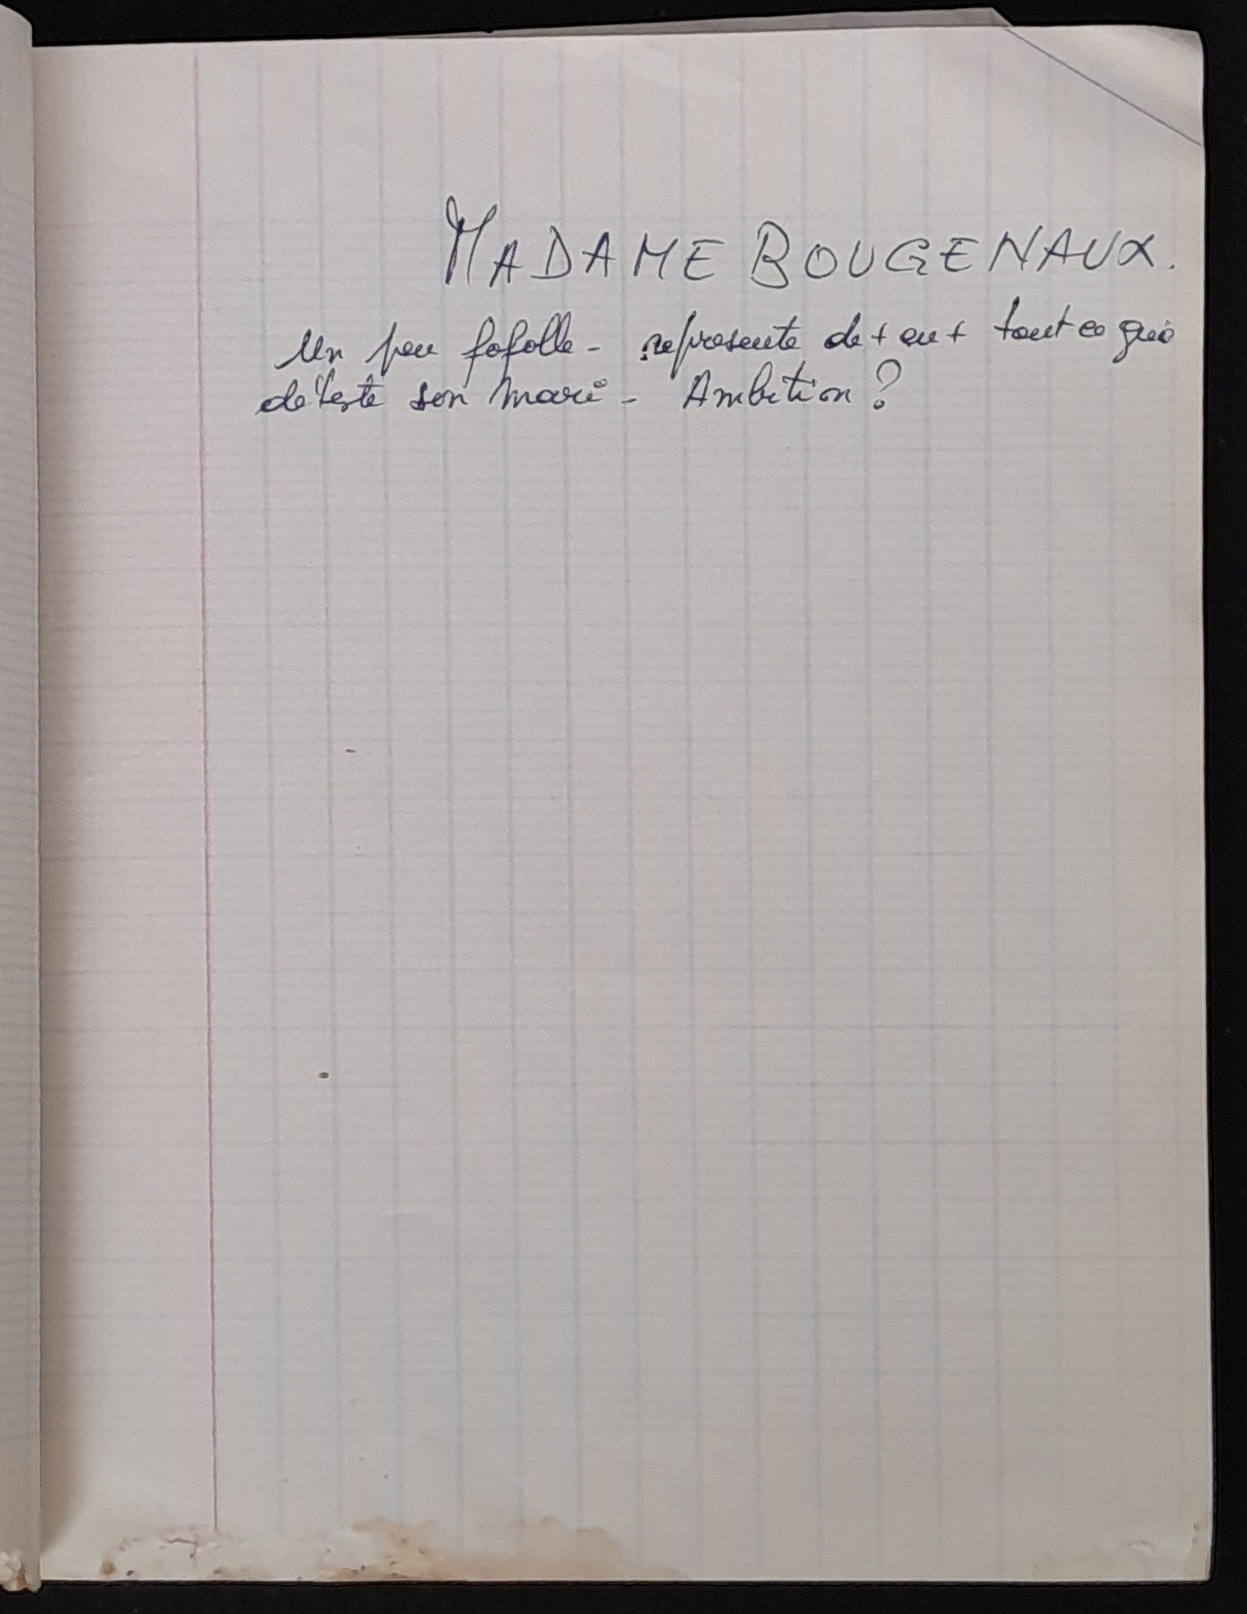 MADAME BOUGENAUX.
Un peu fofolle - représente de + en + tout ce que
déteste son mari - Ambition ?